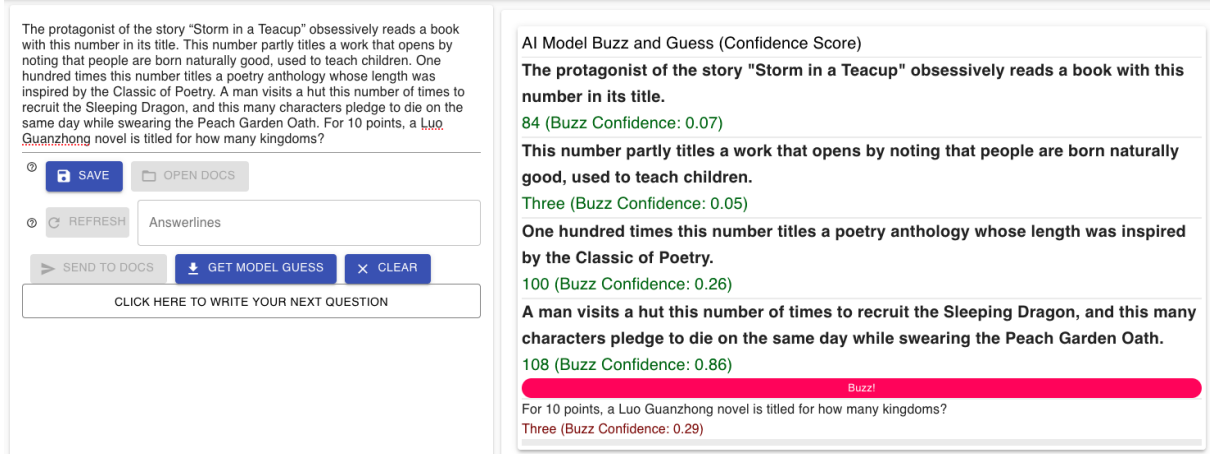 The protagonist of the story “Storm in a Teacup” obsessively reads a book
with this number in its title. This number partly titles a work that opens by
noting that people are born naturally good, used to teach children. One
hundred times this number titles a poetry anthology whose length was
inspired by the Classic of Poetry. A man visits a hut this number of times to
recruit the Sleeping Dragon, and this many characters pledge to die on the
same day while swearing the Peach Garden Oath. For 10 points, a Luo
Guanzhong novel is titled for how many kingdoms?
SAVE
OPEN DOCS
REFRESH
Answerlines
SEND TO DOCS
GET MODEL GUESS
CLEAR
CLICK HERE TO WRITE YOUR NEXT QUESTION
AI Model Buzz and Guess (Confidence Score)
The protagonist of the story "Storm in a Teacup" obsessively reads a book with this
number in its title.
84 (Buzz Confidence: 0.07)
This number partly titles a work that opens by noting that people are born naturally
good, used to teach children.
Three (Buzz Confidence: 0.05)
One hundred times this number titles a poetry anthology whose length was inspired
by the Classic of Poetry.
100 (Buzz Confidence: 0.26)
A man visits a hut this number of times to recruit the Sleeping Dragon, and this many
characters pledge to die on the same day while swearing the Peach Garden Oath.
108 (Buzz Confidence: 0.86)
Buzz!
For 10 points, a Luo Guanzhong novel is titled for how many kingdoms?
Three (Buzz Confidence: 0.29)